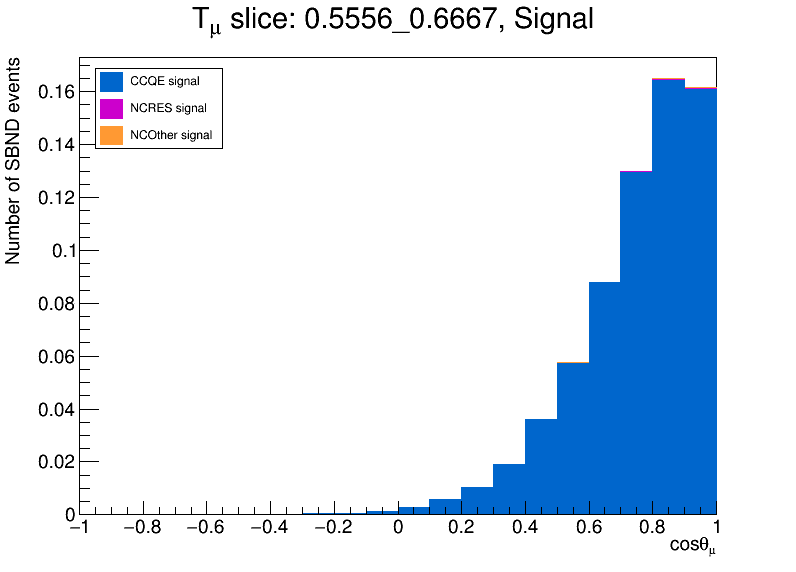 Tμ slice: 0.5556_0.6667, Signal
Number of SBND events
CCQE signal
NCRES signal
NCOther signal
0.16
0.14
0.12
0.1
0.08
0.06
0.04
0.02
0
−1 −0.8 −0.6 −0.4 −0.2 0 0.2 0.4 0.6 0.8 1
cosθμ